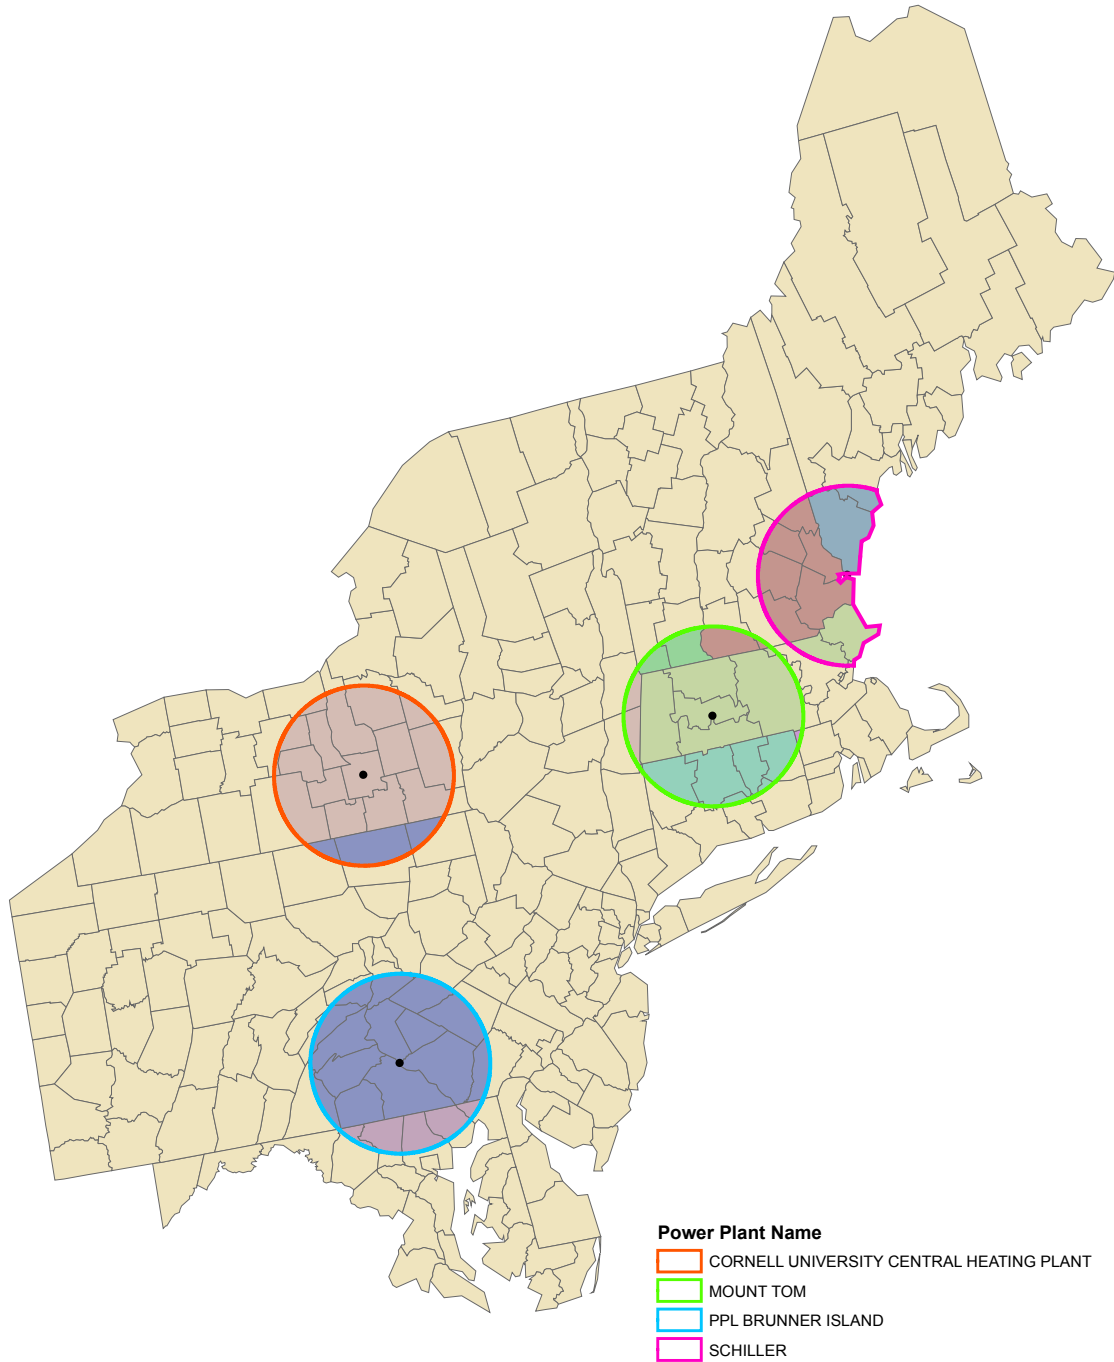 Power Plant Name
CORNELL UNIVERSITY CENTRAL HEATING PLANT
MOUNT TOM
PPL BRUNNER ISLAND
SCHILLER